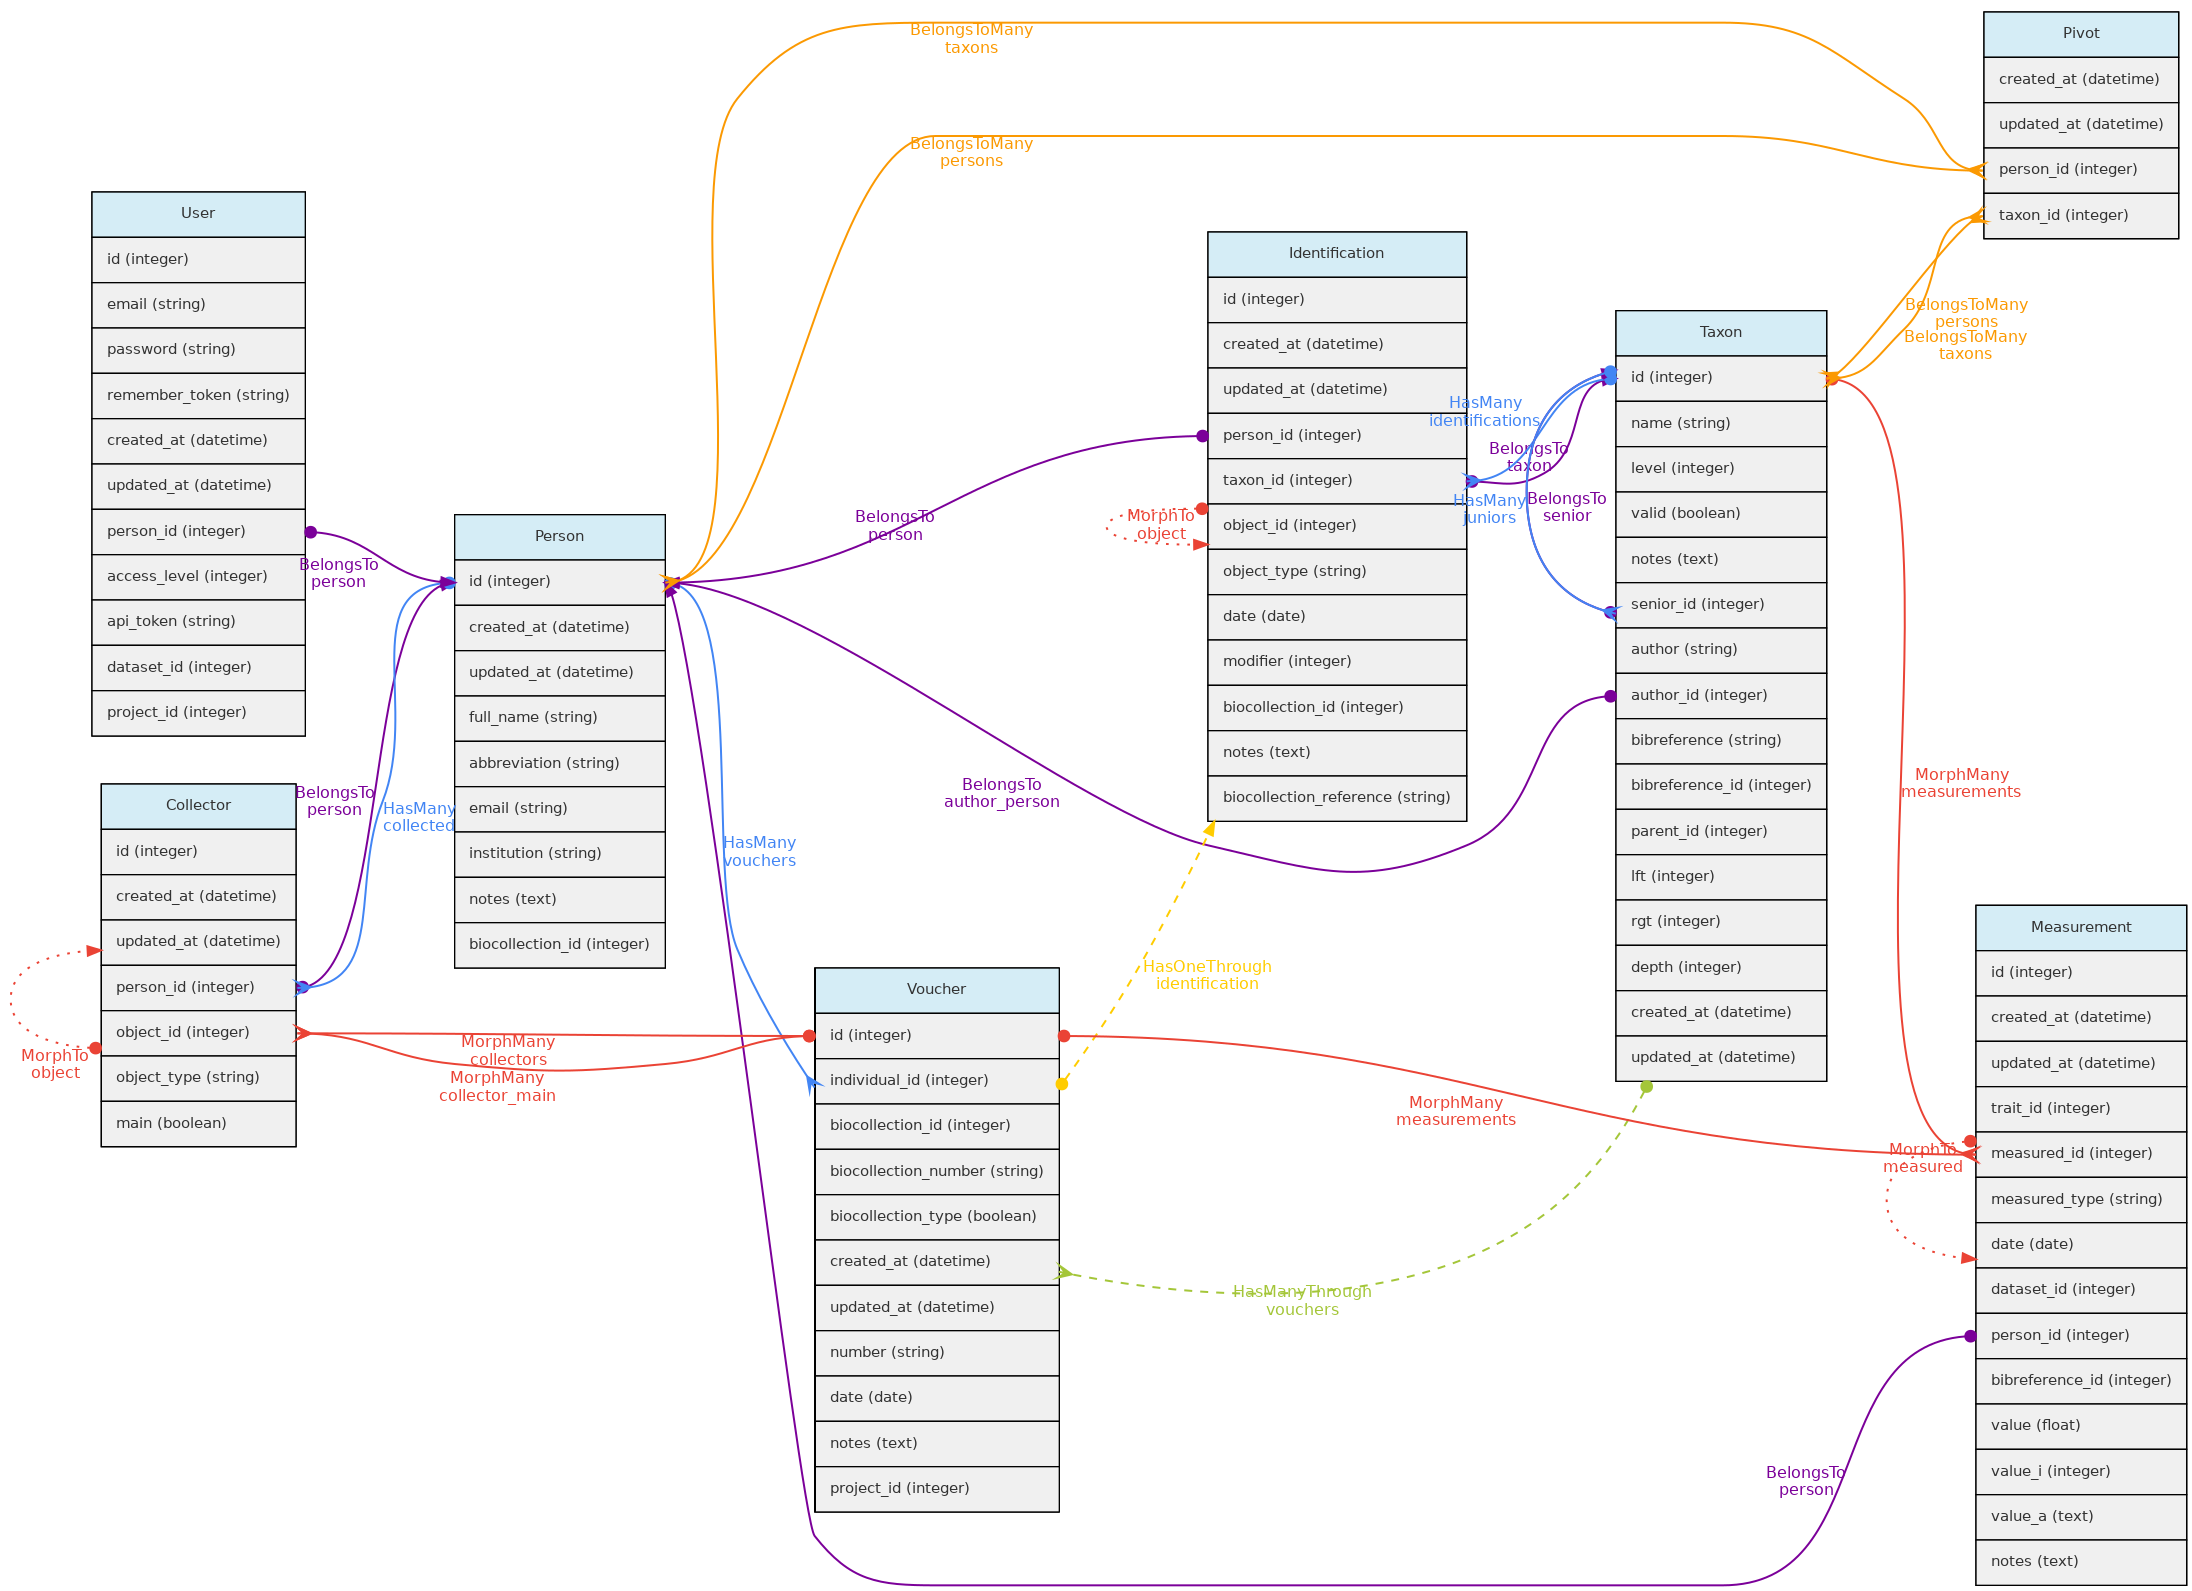 BelongsToMany
taxons
BelongsToMany
persons
Pivot
created_at (datetime)
updated_at (datetime)
person_id (integer)
taxon_id (integer)
User
id (integer)
email (string)
password (string)
remember_token (string)
created_at (datetime)
updated_at (datetime)
person_id (integer)
access_level (integer)
api_token (string)
dataset_id (integer)
project_id (integer)
BelongsTo
person
Person
id (integer)
created_at (datetime)
updated_at (datetime)
full_name (string)
abbreviation (string)
email (string)
institution (string)
notes (text)
biocollection_id (integer)
BelongsTo
person
MorphTo
object
Identification
id (integer)
created_at (datetime)
updated_at (datetime)
person_id (integer)
taxon_id (integer)
object_id (integer)
object_type (string)
date (date)
modifier (integer)
biocollection_id (integer)
notes (text)
biocollection_reference (string)
HasMany
identifications
BelongsTo
taxon
HasMany
juniors
BelongsTo
senior
Taxon
id (integer)
name (string)
level (integer)
valid (boolean)
notes (text)
senior_id (integer)
author (string)
author_id (integer)
bibreference (string)
bibreference_id (integer)
parent_id (integer)
lft (integer)
rgt (integer)
depth (integer)
created_at (datetime)
updated_at (datetime)
BelongsToMany
persons
BelongsToMany
taxons
MorphMany
measurements
Collector
id (integer)
created_at (datetime)
updated_at (datetime)
person_id (integer)
object_id (integer)
object_type (string)
main (boolean)
MorphTo
object
BelongsTo
person
HasMany
collected
HasMany
vouchers
BelongsTo
author_person
MorphMany
collectors
MorphMany
collector_main
Voucher
id (integer)
individual_id (integer)
biocollection_id (integer)
biocollection_number (string)
biocollection_type (boolean)
created_at (datetime)
updated_at (datetime)
number (string)
date (date)
notes (text)
project_id (integer)
HasOneThrough
identification
MorphMany
measurements
HasManyThrough
vouchers
MorphTo
measured
BelongsTo
person
Measurement
id (integer)
created_at (datetime)
updated_at (datetime)
trait_id (integer)
measured_id (integer)
measured_type (string)
date (date)
dataset_id (integer)
person_id (integer)
bibreference_id (integer)
value (float)
value_i (integer)
value_a (text)
notes (text)